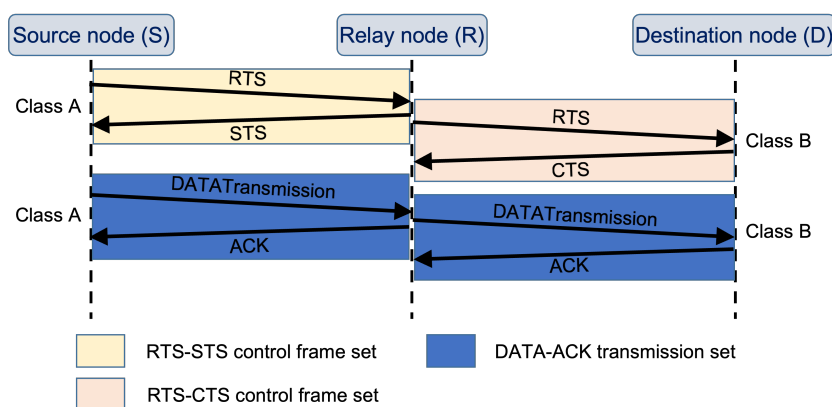 Source node (S)
Relay node (R)
Destination node (D)
RTS
Class A
STS
RTS
Class B
CTS
DATATransmission
Class A
ACK
DATATransmission
Class B
ACK
RTS-STS control frame set
DATA-ACK transmission set
RTS-CTS control frame set